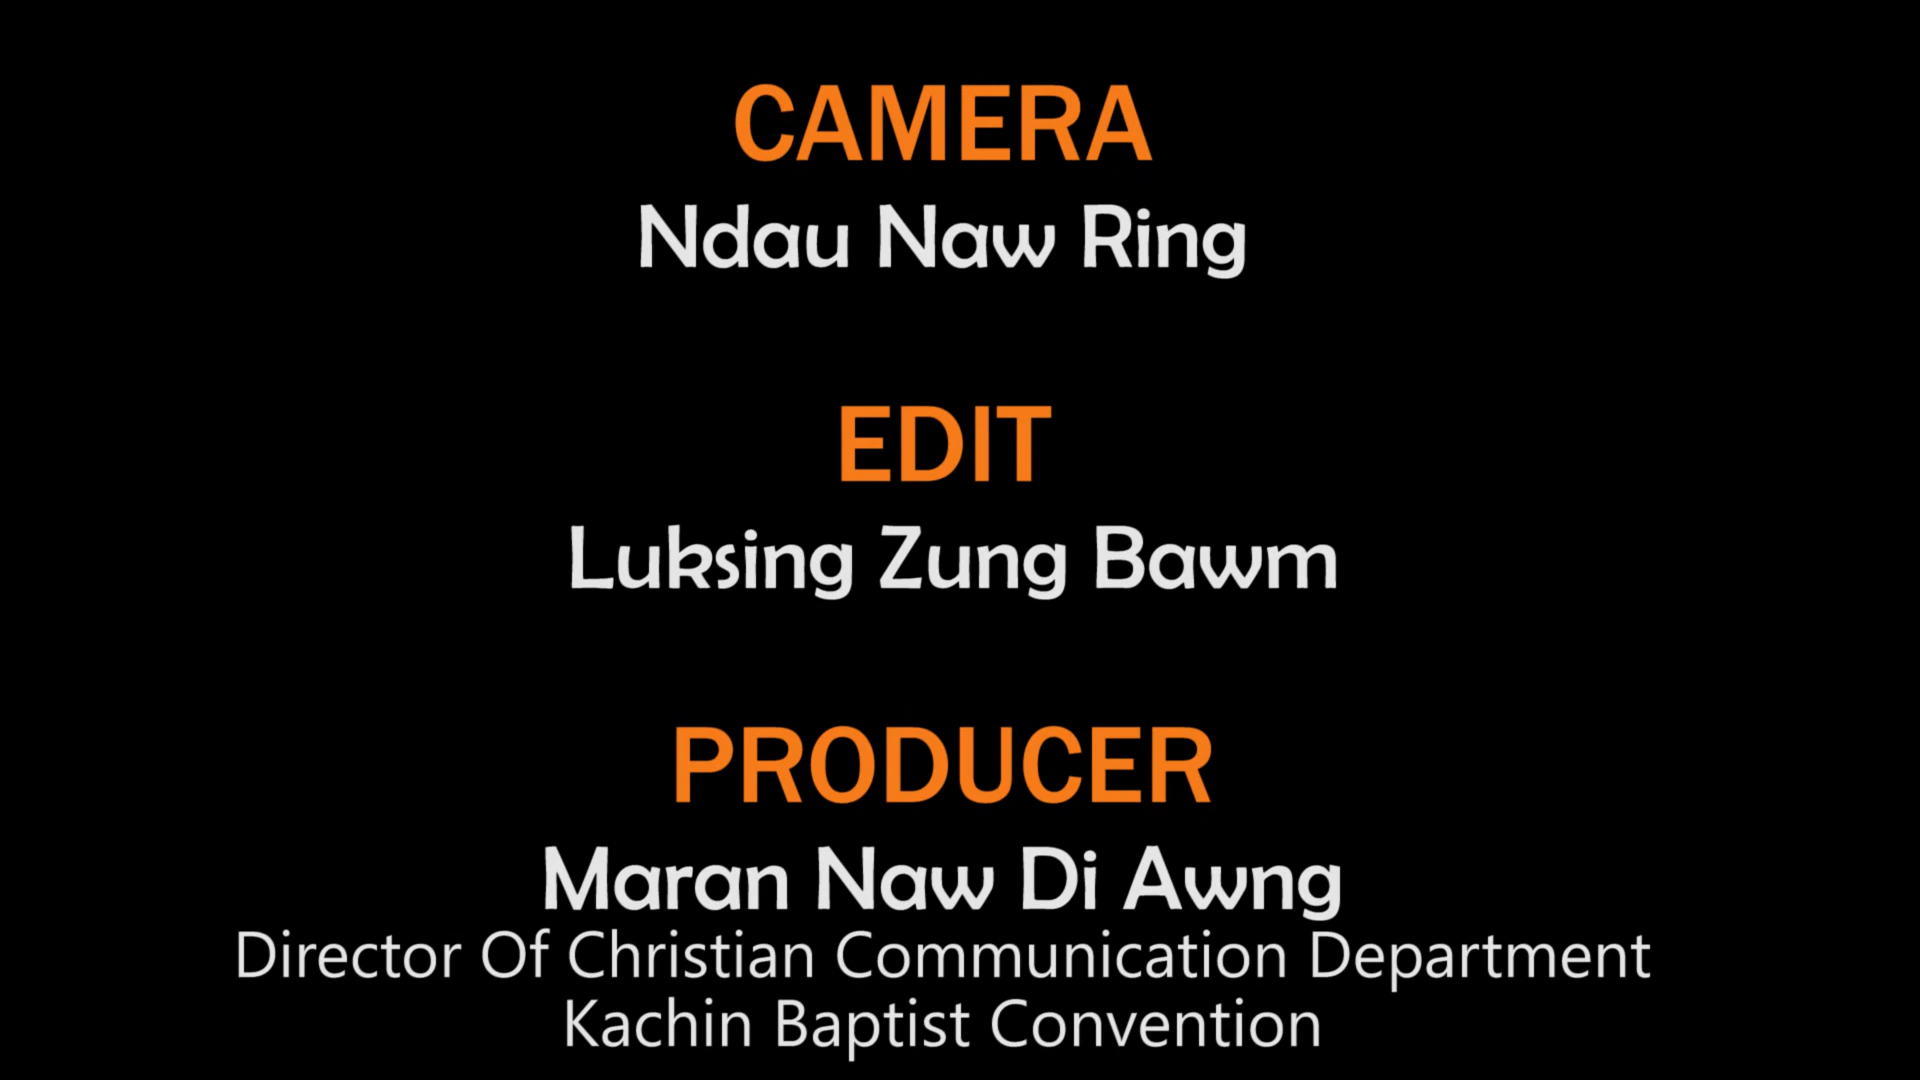 CAMERA
Ndau Naw Ring
EDIT
Luksing Zung Bawm
PRODUCER
Maran Naw Di Awng
Director Of Christian Communication Department
Kachin Baptist Convention